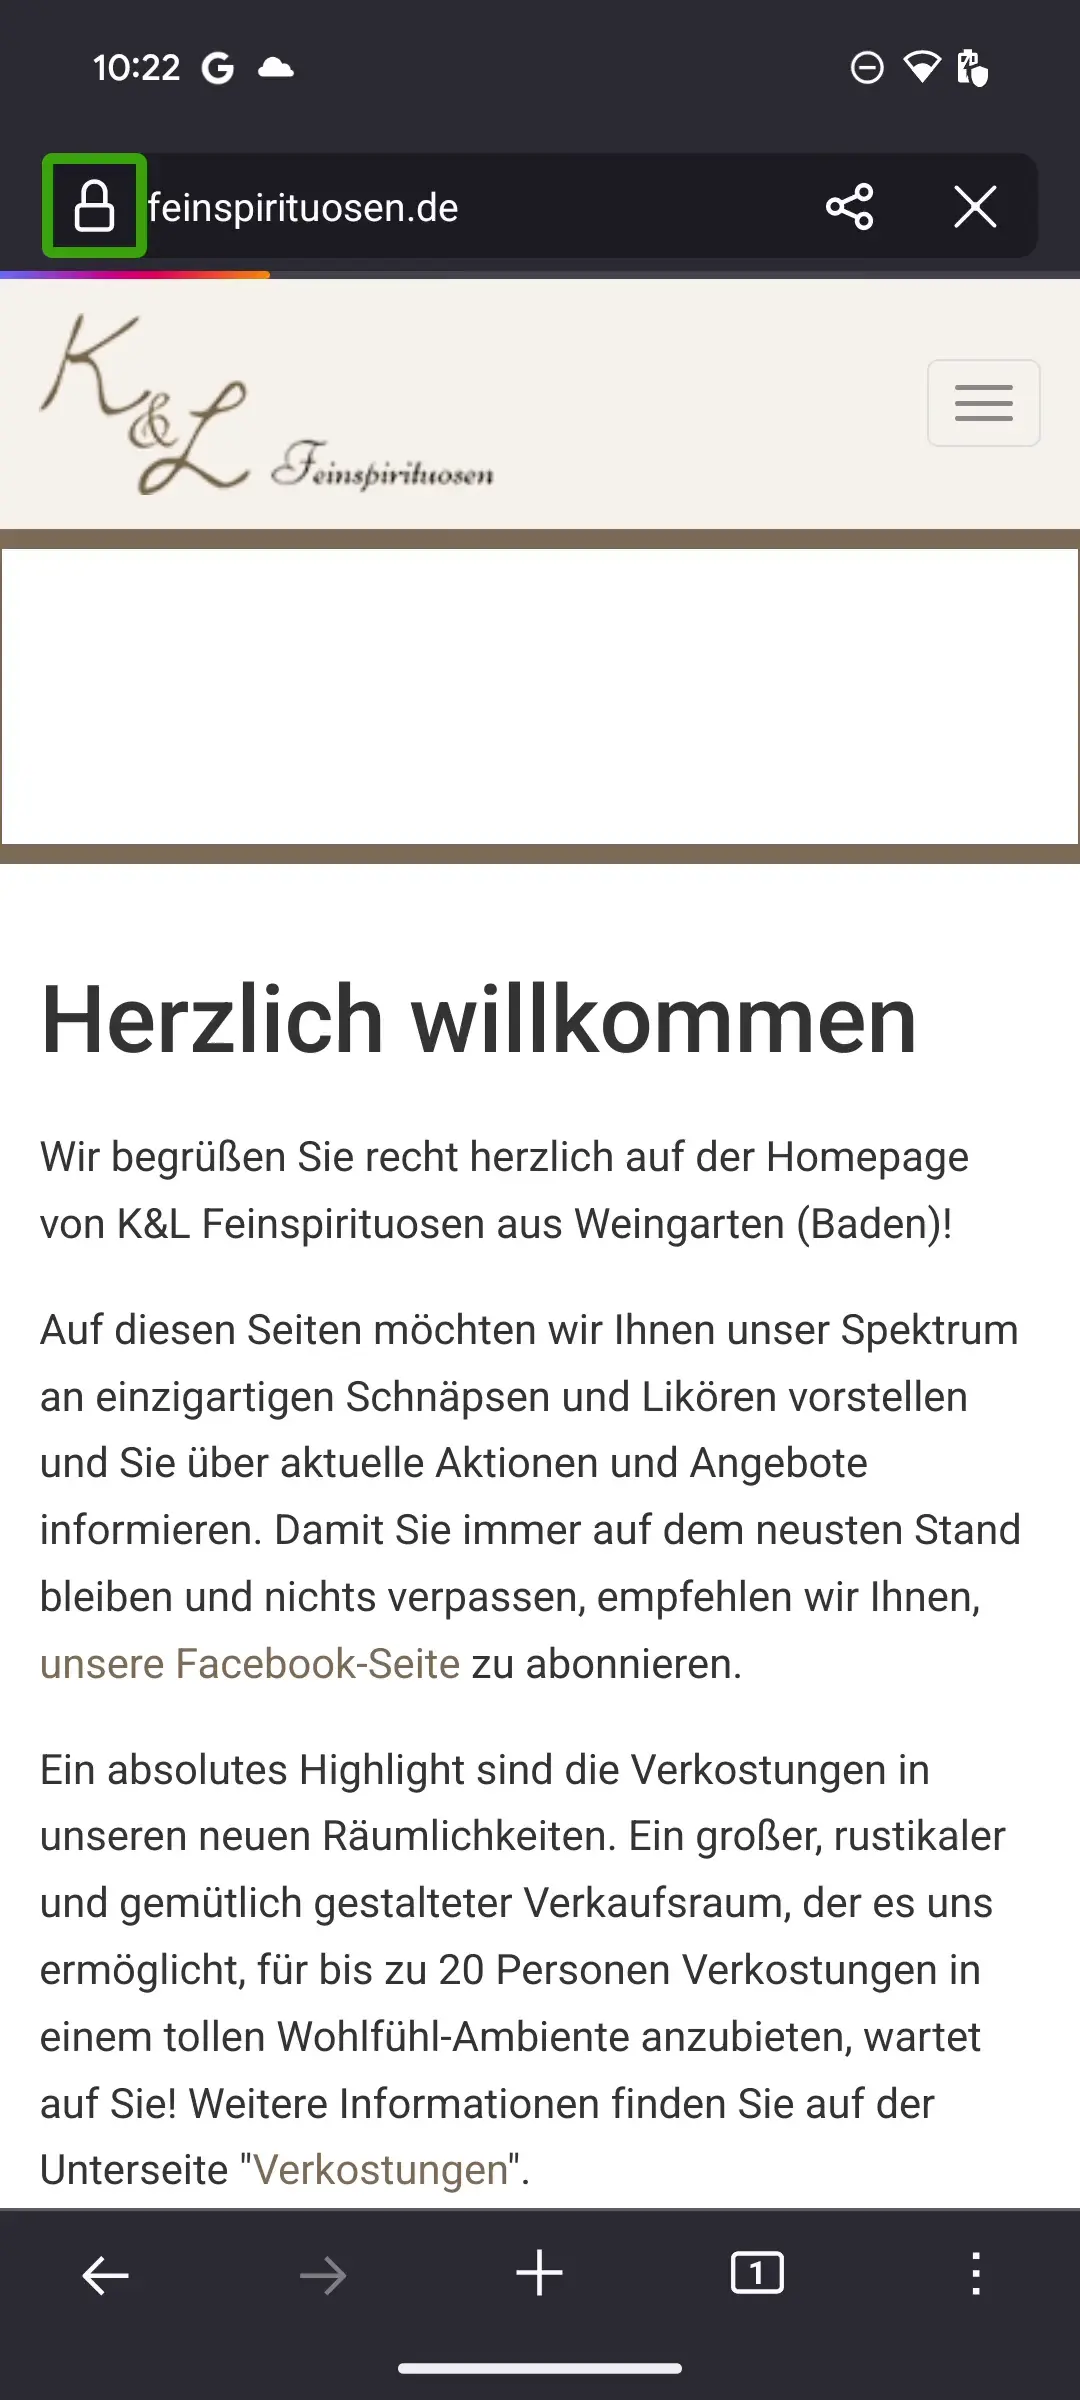 10:22
feinspirituosen.de
K&L Feinspirituosen
Herzlich willkommen
Wir begrüßen Sie recht herzlich auf der Homepage
von K&L Feinspirituosen aus Weingarten (Baden)!
Auf diesen Seiten möchten wir Ihnen unser Spektrum
an einzigartigen Schnäpsen und Likören vorstellen
und Sie über aktuelle Aktionen und Angebote
informieren. Damit Sie immer auf dem neusten Stand
bleiben und nichts verpassen, empfehlen wir Ihnen,
unsere Facebook-Seite zu abonnieren.
Ein absolutes Highlight sind die Verkostungen in
unseren neuen Räumlichkeiten. Ein großer, rustikaler
und gemütlich gestalteter Verkaufsraum, der es uns
ermöglicht, für bis zu 20 Personen Verkostungen in
einem tollen Wohlfühl-Ambiente anzubieten, wartet
auf Sie! Weitere Informationen finden Sie auf der
Unterseite "Verkostungen".
1